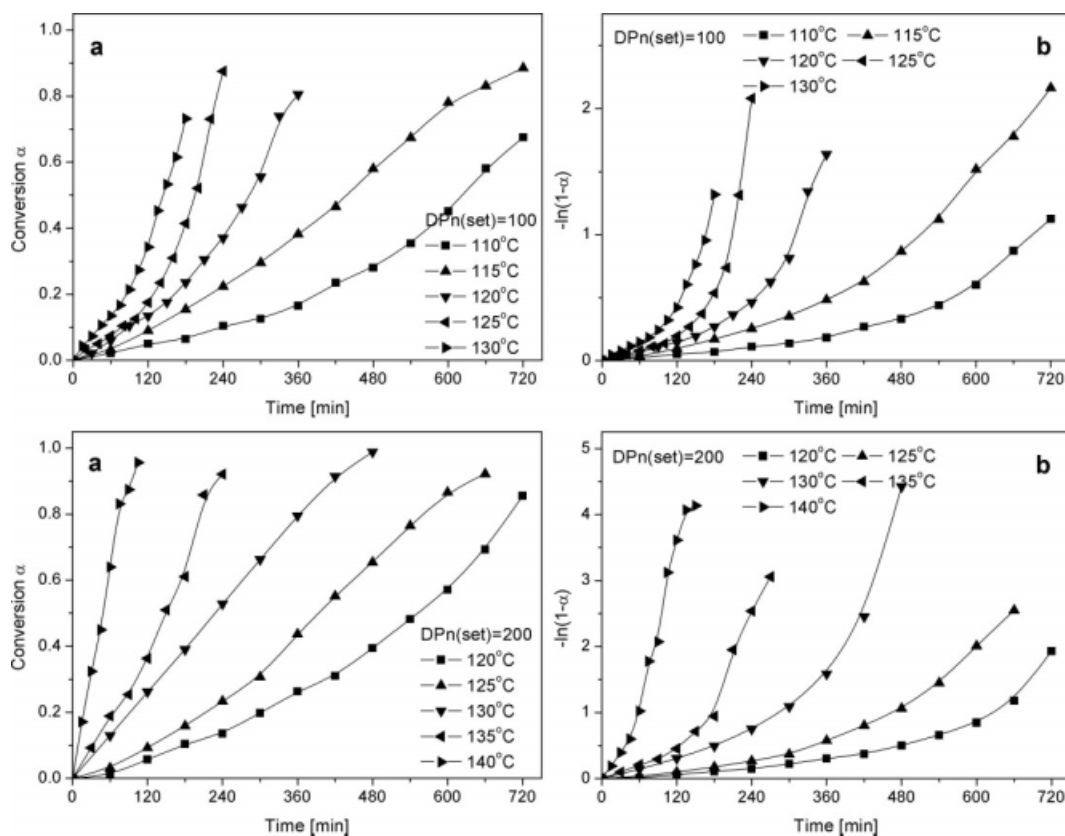 a
Conversion α
1.0
0.8
0.6
0.4
0.2
0.0
DPn(set)=100
110°C
115°C
120°C
125°C
130°C
0 120 240 360 480 600 720
Time [min]
b
-ln(1-α)
2
1
0
DPn(set)=100
110°C 115°C
120°C 125°C
130°C
0 120 240 360 480 600 720
Time [min]
a
Conversion α
1.0
0.8
0.6
0.4
0.2
0.0
DPn(set)=200
120°C
125°C
130°C
135°C
140°C
0 120 240 360 480 600 720
Time [min]
b
-ln(1-α)
5
4
3
2
1
0
DPn(set)=200
120°C 125°C
130°C 135°C
140°C
0 120 240 360 480 600 720
Time [min]